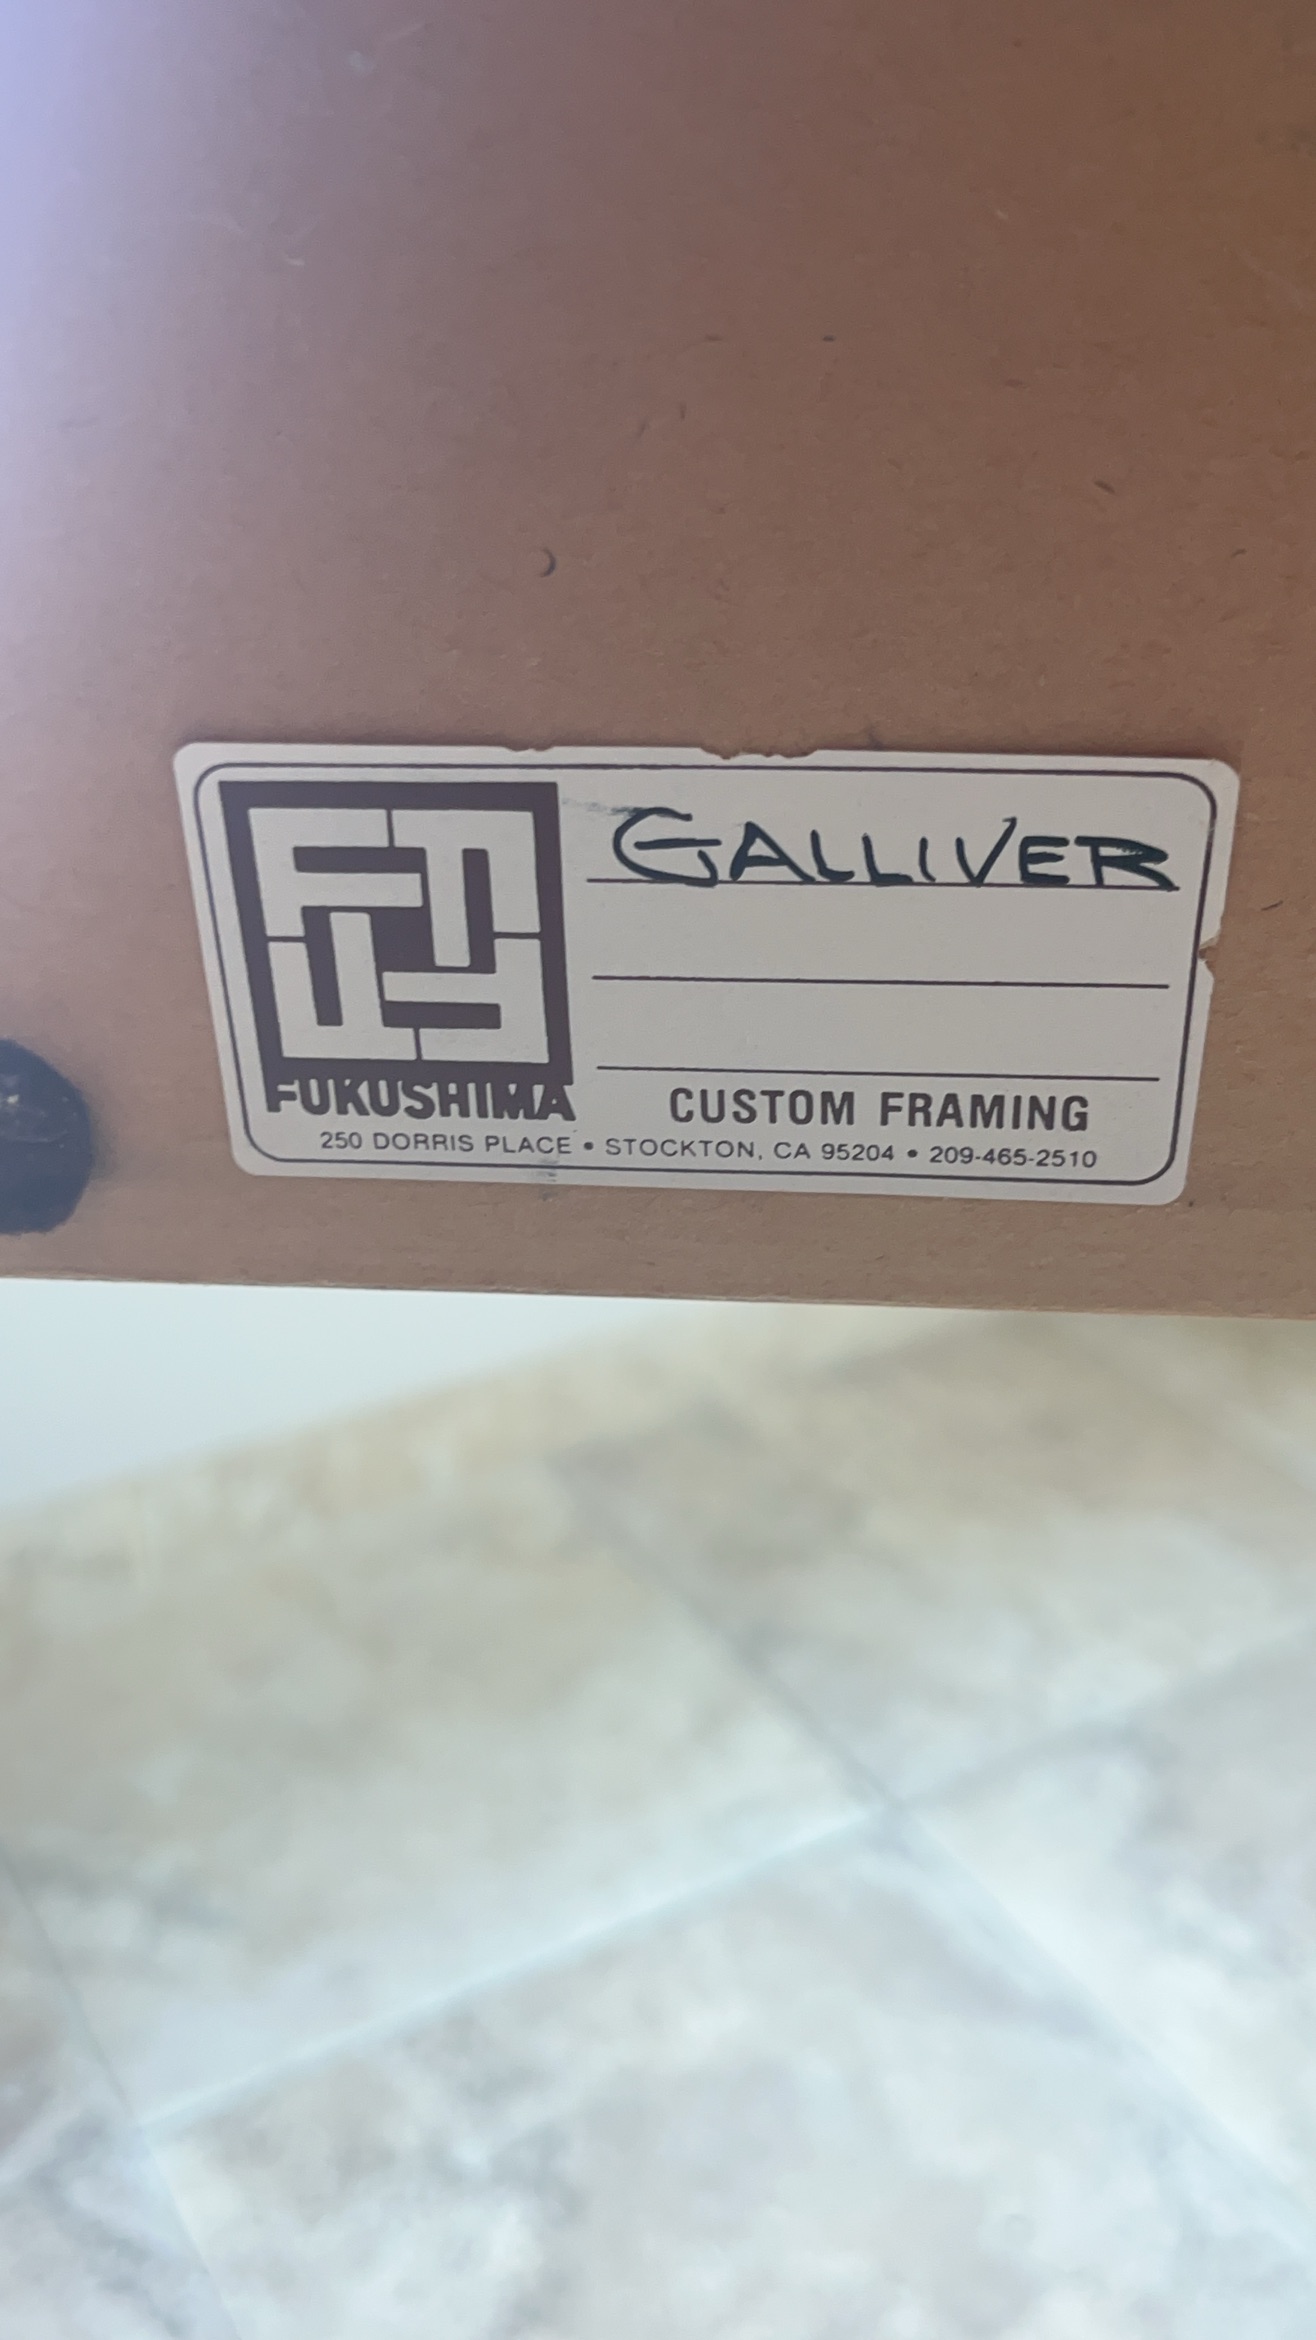 GALLIVER
FUKUSHIMA
CUSTOM FRAMING
250 DORRIS PLACE • STOCKTON, CA 95204 • 209-465-2510